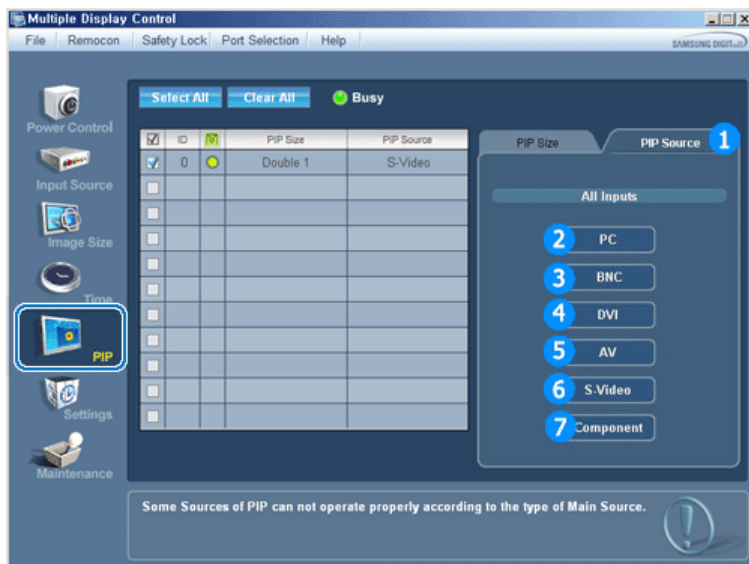 Multiple Display Control
File Remocon Safety Lock Port Selection Help
SAMSUNG DIGITall
Select All Clear All Busy
Power Control
Input Source
Image Size
Time
PIP
Settings
Maintenance
ID PIP Size PIP Source
0 Double 1 S-Video
PIP Size PIP Source 1
All Inputs
2 PC
3 BNC
4 DVI
5 AV
6 S-Video
7 Component
Some Sources of PIP can not operate properly according to the type of Main Source.